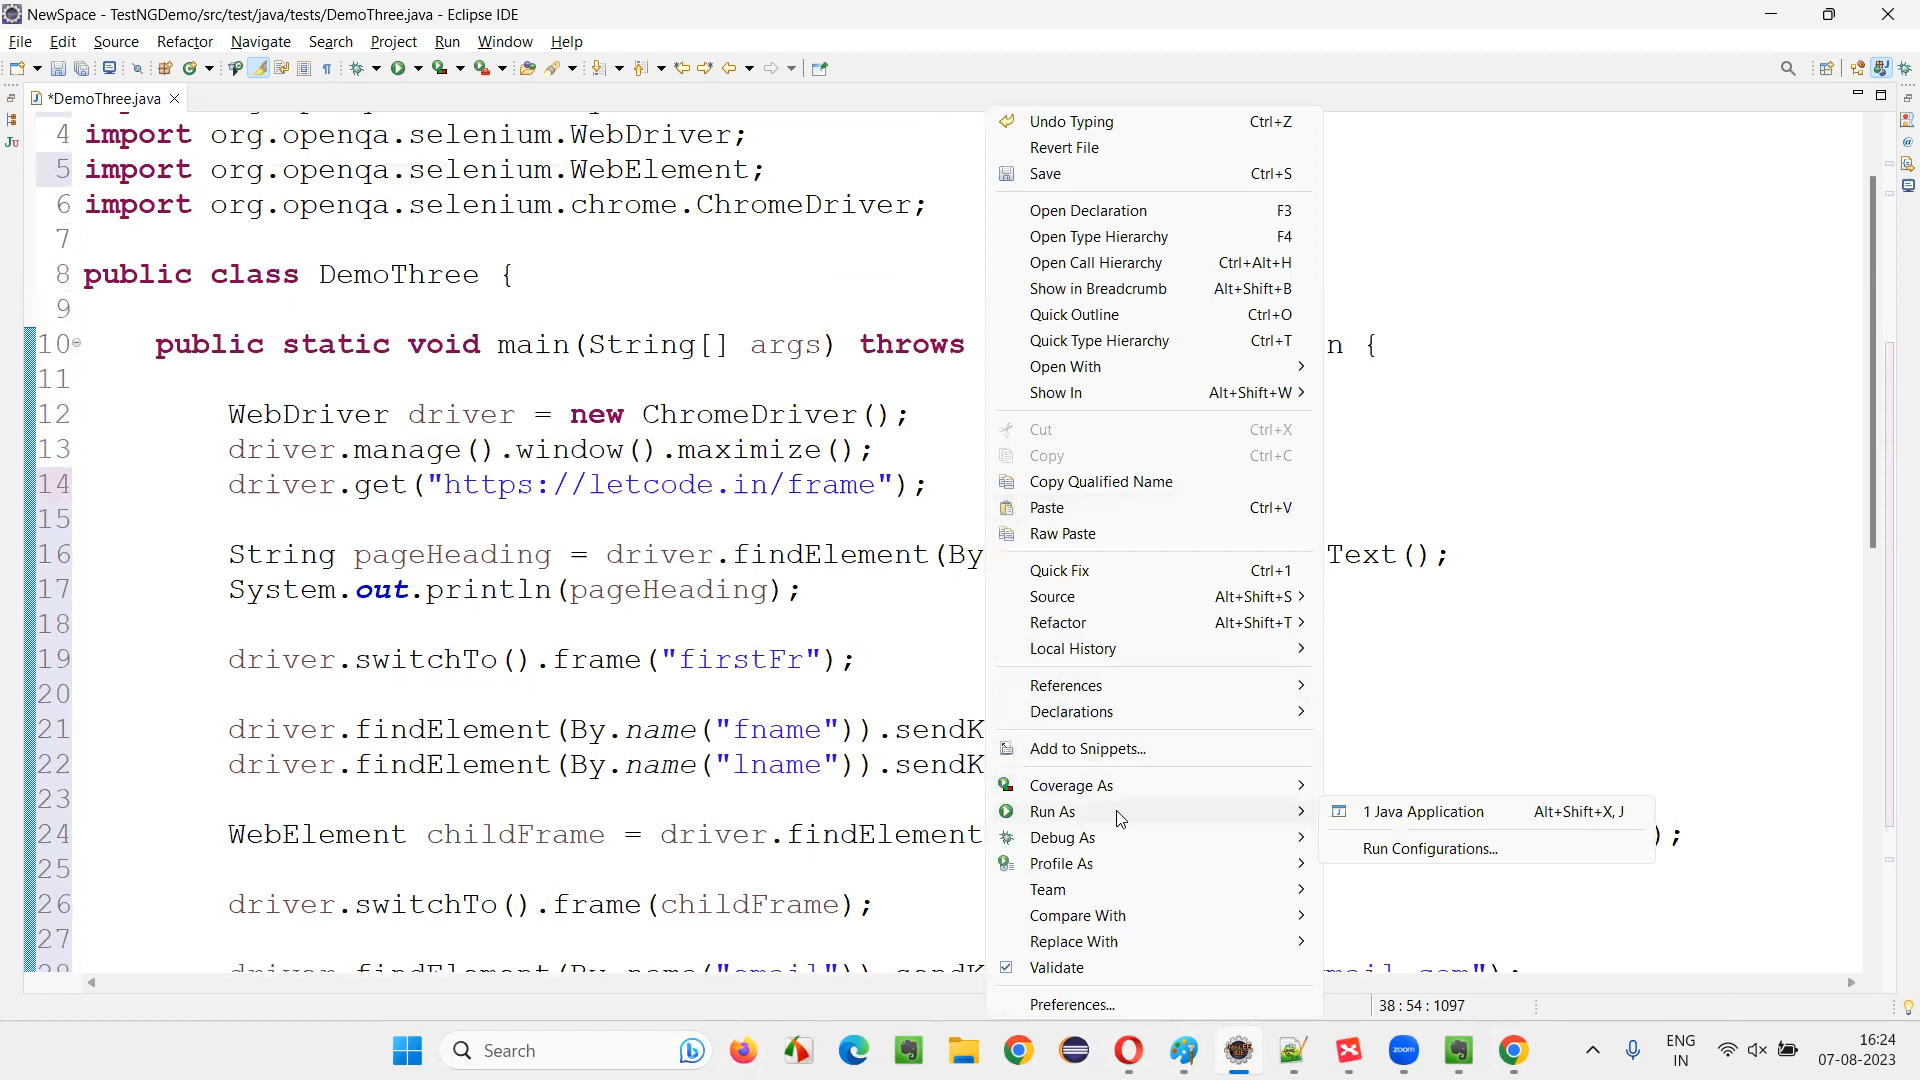 NewSpace - TestNGDemo/src/test/java/tests/DemoThree.java - Eclipse IDE
File Edit Source Refactor Navigate Search Project Run Window Help
*DemoThree.java
4 import org.openqa.selenium.WebDriver;
5 import org.openqa.selenium.WebElement;
6 import org.openqa.selenium.chrome.ChromeDriver;
7
8 public class DemoThree {
9
10 public static void main(String[] args) throws n {
11
12 WebDriver driver = new ChromeDriver();
13 driver.manage().window().maximize();
14 driver.get("https://letcode.in/frame");
15
16 String pageHeading = driver.findElement(By Text();
17 System.out.println(pageHeading);
18
19 driver.switchTo().frame("firstFr");
20
21 driver.findElement(By.name("fname")).sendK
22 driver.findElement(By.name("lname")).sendK
23
24 WebElement childFrame = driver.findElement );
25
26 driver.switchTo().frame(childFrame);
27
Undo Typing Ctrl+Z
Revert File
Save Ctrl+S
Open Declaration F3
Open Type Hierarchy F4
Open Call Hierarchy Ctrl+Alt+H
Show in Breadcrumb Alt+Shift+B
Quick Outline Ctrl+O
Quick Type Hierarchy Ctrl+T
Open With
Show In Alt+Shift+W
Cut Ctrl+X
Copy Ctrl+C
Copy Qualified Name
Paste Ctrl+V
Raw Paste
Quick Fix Ctrl+1
Source Alt+Shift+S
Refactor Alt+Shift+T
Local History
References
Declarations
Add to Snippets...
Coverage As
Run As
Debug As
Profile As
Team
Compare With
Replace With
Validate
Preferences...
1 Java Application Alt+Shift+X, J
Run Configurations...
38 : 54 : 1097
Search
zoom
ENG
IN
16:24
07-08-2023